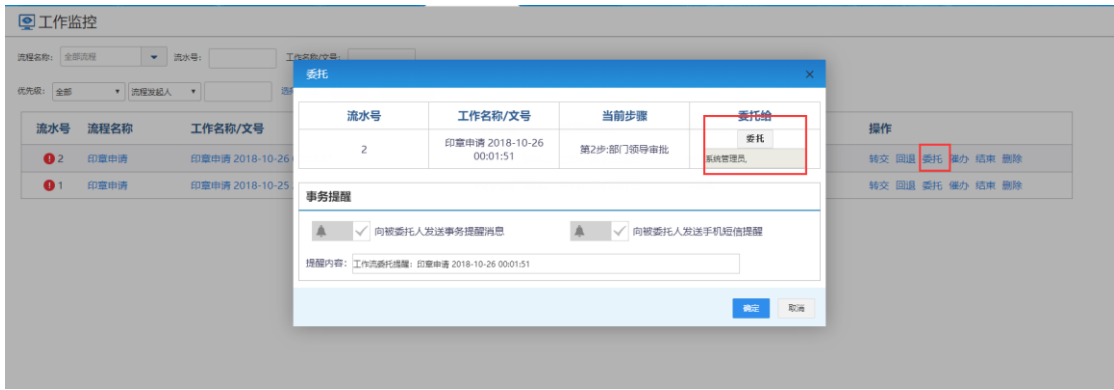 工作监控
流程名称: 全部流程 流水号: 工作名称/文号:
优先级: 全部 流程发起人
流水号 流程名称 工作名称/文号 操作
2 印章申请 印章申请 2018-10-26 转交 回退 委托 催办 结束 删除
1 印章申请 印章申请 2018-10-25 转交 回退 委托 催办 结束 删除
委托
流水号 工作名称/文号 当前步骤 委托给
2 印章申请 2018-10-26 00:01:51 第2步:部门领导审批 委托
系统管理员,
事务提醒
向被委托人发送事务提醒消息 向被委托人发送手机短信提醒
提醒内容: 工作流委托提醒: 印章申请 2018-10-26 00:01:51
确定 取消